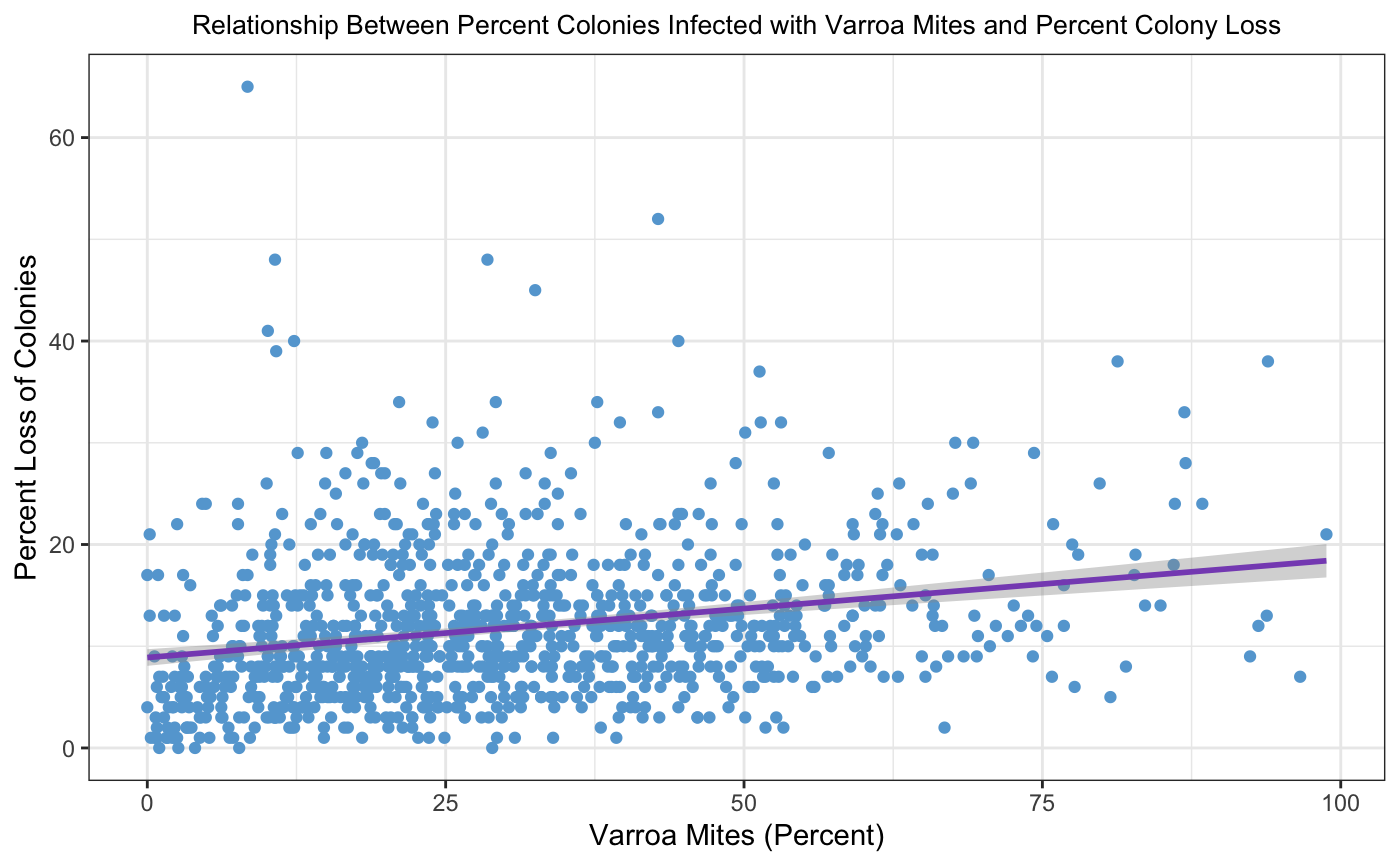 Relationship Between Percent Colonies Infected with Varroa Mites and Percent Colony Loss
Percent Loss of Colonies
60
40
20
0
0 25 50 75 100
Varroa Mites (Percent)